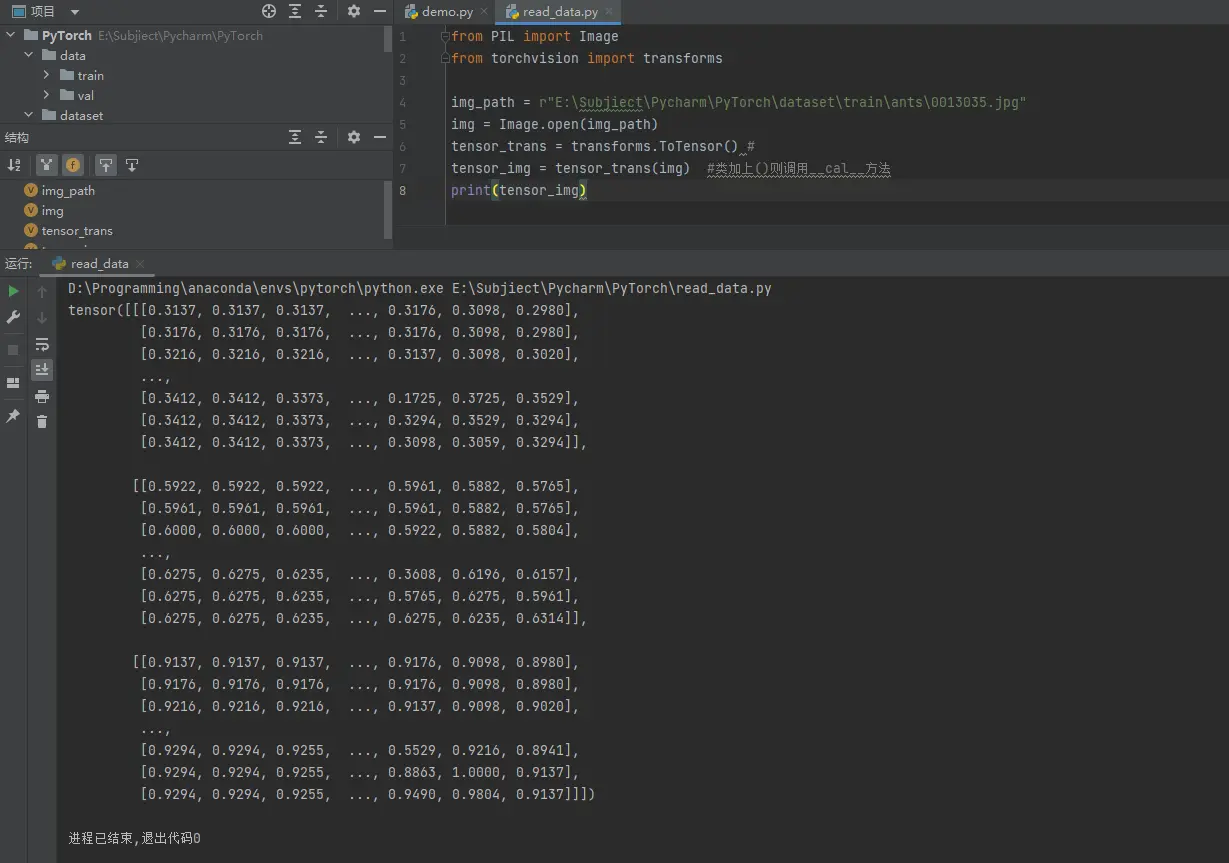 项目
PyTorch E:\Subjiect\Pycharm\PyTorch
data
train
val
dataset
结构
img_path
img
tensor_trans
demo.py
read_data.py
1 from PIL import Image
2 from torchvision import transforms
3
4 img_path = r"E:\Subjiect\Pycharm\PyTorch\dataset\train\ants\0013035.jpg"
5 img = Image.open(img_path)
6 tensor_trans = transforms.ToTensor() #
7 tensor_img = tensor_trans(img)  #类加上()则调用__cal__方法
8 print(tensor_img)
运行: read_data
D:\Programming\anaconda\envs\pytorch\python.exe E:\Subjiect\Pycharm\PyTorch\read_data.py
tensor([[[0.3137, 0.3137, 0.3137,  ..., 0.3176, 0.3098, 0.2980],
[0.3176, 0.3176, 0.3176,  ..., 0.3176, 0.3098, 0.2980],
[0.3216, 0.3216, 0.3216,  ..., 0.3137, 0.3098, 0.3020],
...,
[0.3412, 0.3412, 0.3373,  ..., 0.1725, 0.3725, 0.3529],
[0.3412, 0.3412, 0.3373,  ..., 0.3294, 0.3529, 0.3294],
[0.3412, 0.3412, 0.3373,  ..., 0.3098, 0.3059, 0.3294]],
[[0.5922, 0.5922, 0.5922,  ..., 0.5961, 0.5882, 0.5765],
[0.5961, 0.5961, 0.5961,  ..., 0.5961, 0.5882, 0.5765],
[0.6000, 0.6000, 0.6000,  ..., 0.5922, 0.5882, 0.5804],
...,
[0.6275, 0.6275, 0.6235,  ..., 0.3608, 0.6196, 0.6157],
[0.6275, 0.6275, 0.6235,  ..., 0.5765, 0.6275, 0.5961],
[0.6275, 0.6275, 0.6235,  ..., 0.6275, 0.6235, 0.6314]],
[[0.9137, 0.9137, 0.9137,  ..., 0.9176, 0.9098, 0.8980],
[0.9176, 0.9176, 0.9176,  ..., 0.9176, 0.9098, 0.8980],
[0.9216, 0.9216, 0.9216,  ..., 0.9137, 0.9098, 0.9020],
...,
[0.9294, 0.9294, 0.9255,  ..., 0.5529, 0.9216, 0.8941],
[0.9294, 0.9294, 0.9255,  ..., 0.8863, 1.0000, 0.9137],
[0.9294, 0.9294, 0.9255,  ..., 0.9490, 0.9804, 0.9137]]])
进程已结束,退出代码0